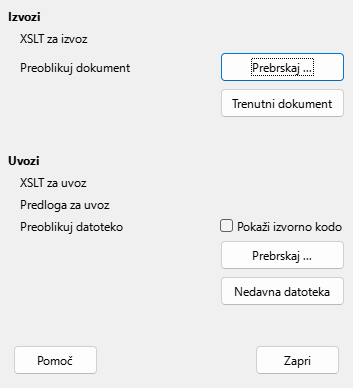 Izvozi
XSLT za izvoz
Preoblikuj dokument Prebrskaj ...
Trenutni dokument
Uvozi
XSLT za uvoz
Predloga za uvoz
Preoblikuj datoteko Pokaži izvorno kodo
Prebrskaj ...
Nedavna datoteka
Pomoč Zapri